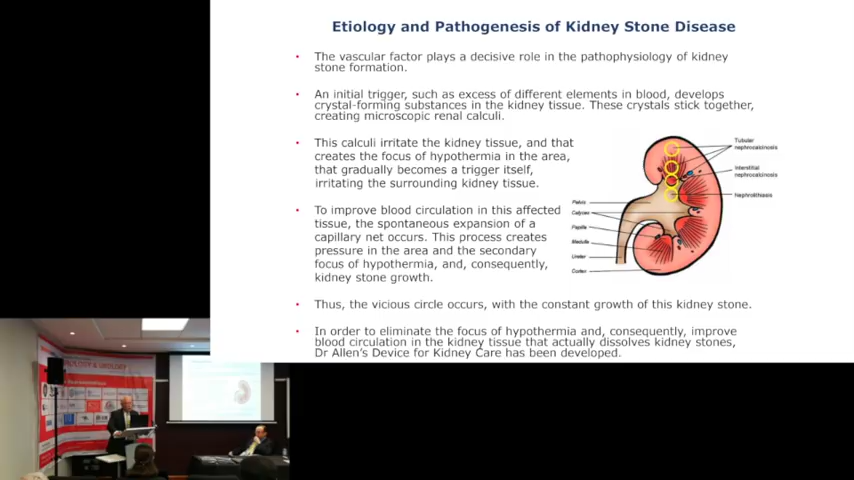 Etiology and Pathogenesis of Kidney Stone Disease
• The vascular factor plays a decisive role in the pathophysiology of kidney
stone formation.
• An initial trigger, such as excess of different elements in blood, develops
crystal-forming substances in the kidney tissue. These crystals stick together,
creating microscopic renal calculi.
• This calculi irritate the kidney tissue, and that
creates the focus of hypothermia in the area,
that gradually becomes a trigger itself,
irritating the surrounding kidney tissue.
• To improve blood circulation in this affected
tissue, the spontaneous expansion of a
capillary net occurs. This process creates
pressure in the area and the secondary
focus of hypothermia, and, consequently,
kidney stone growth.
Tubular
nephrocalcinosis
Interstitial
nephrocalcinosis
Nephrolithiasis
Pelvis
Calyces
Papilla
Medulla
Ureter
Cortex
• Thus, the vicious circle occurs, with the constant growth of this kidney stone.
• In order to eliminate the focus of hypothermia and, consequently, improve
blood circulation in the kidney tissue that actually dissolves kidney stones,
Dr Allen's Device for Kidney Care has been developed.
& UROLOGY